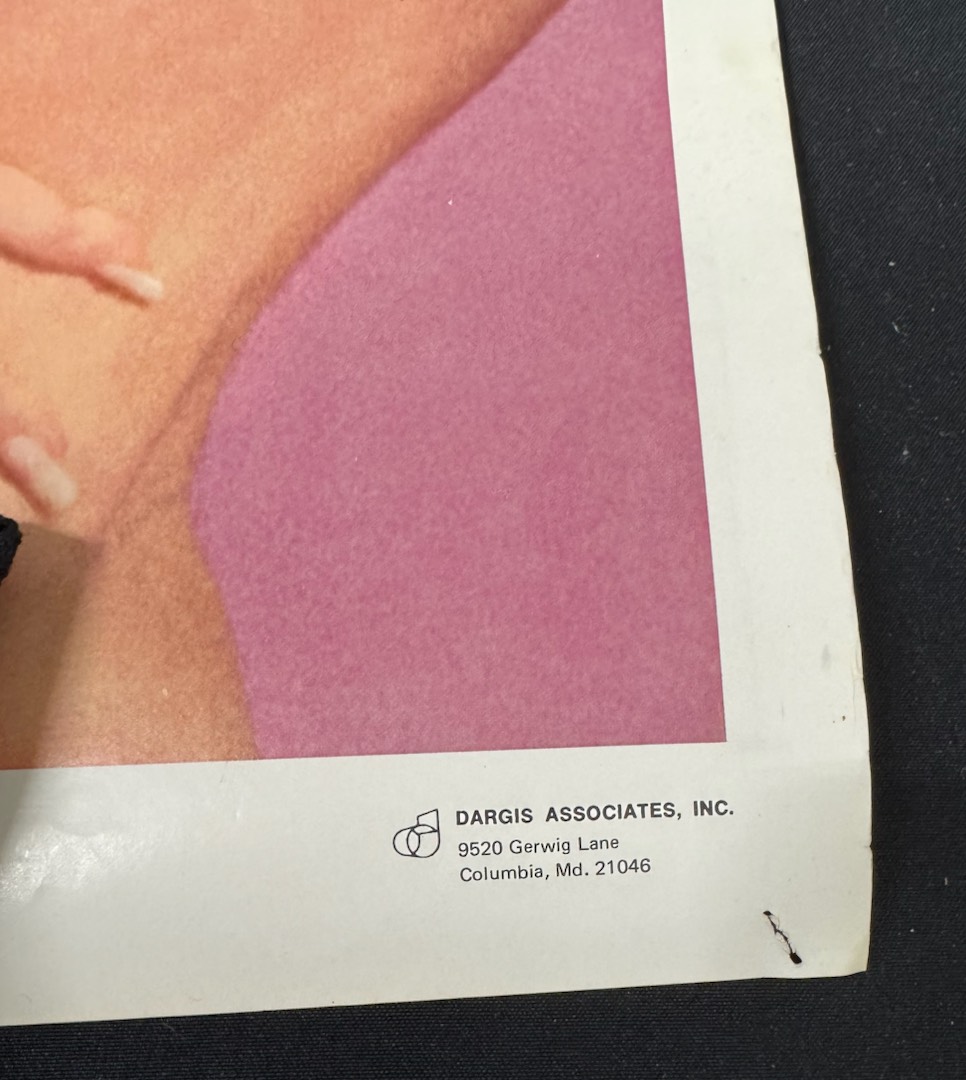 DARGIS ASSOCIATES, INC.
9520 Gerwig Lane
Columbia, Md. 21046